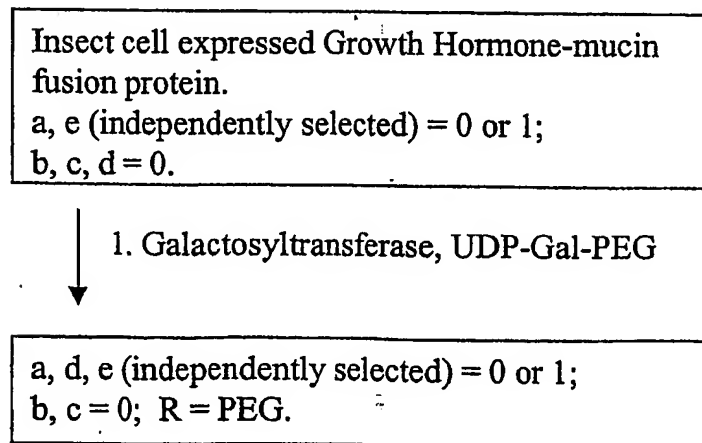 Insect cell expressed Growth Hormone-mucin
fusion protein.
a, e (independently selected) = 0 or 1;
b, c, d = 0.
1. Galactosyltransferase, UDP-Gal-PEG
a, d, e (independently selected) = 0 or 1;
b, c = 0; R = PEG.